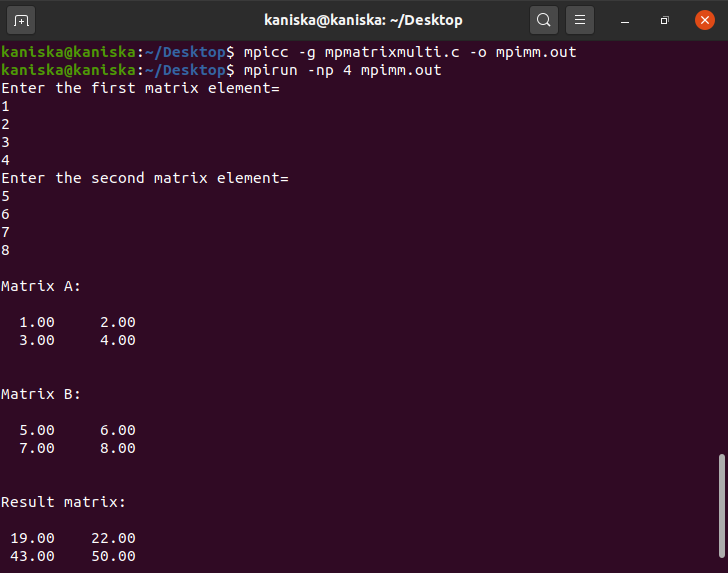 kaniska@kaniska: ~/Desktop
kaniska@kaniska:~/Desktop$ mpicc -g mpmatrixmulti.c -o mpimm.out
kaniska@kaniska:~/Desktop$ mpirun -np 4 mpimm.out
Enter the first matrix element=
1
2
3
4
Enter the second matrix element=
5
6
7
8
Matrix A:
1.00 2.00
3.00 4.00
Matrix B:
5.00 6.00
7.00 8.00
Result matrix:
19.00 22.00
43.00 50.00